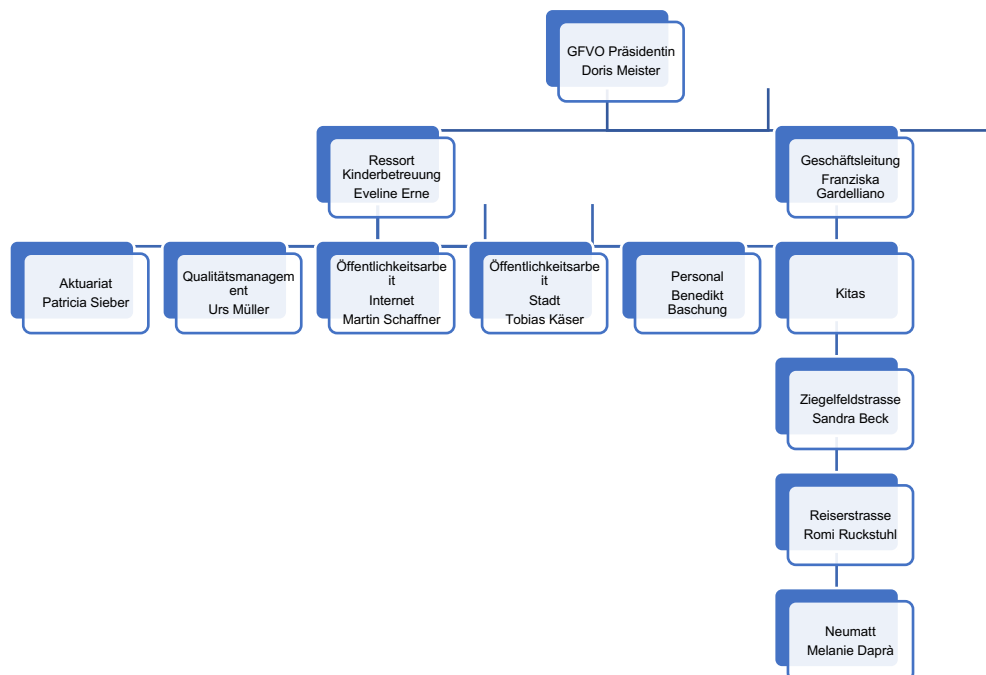 GFVO Präsidentin
Doris Meister
Ressort
Kinderbetreuung
Eveline Erne
Geschäftsleitung
Franziska
Gardelliano
Aktuariat
Patricia Sieber
Qualitätsmanagem
ent
Urs Müller
Öffentlichkeitsarbe
it
Internet
Martin Schaffner
Öffentlichkeitsarbe
it
Stadt
Tobias Käser
Personal
Benedikt
Baschung
Kitas
Ziegelfeldstrasse
Sandra Beck
Reiserstrasse
Romi Ruckstuhl
Neumatt
Melanie Daprà